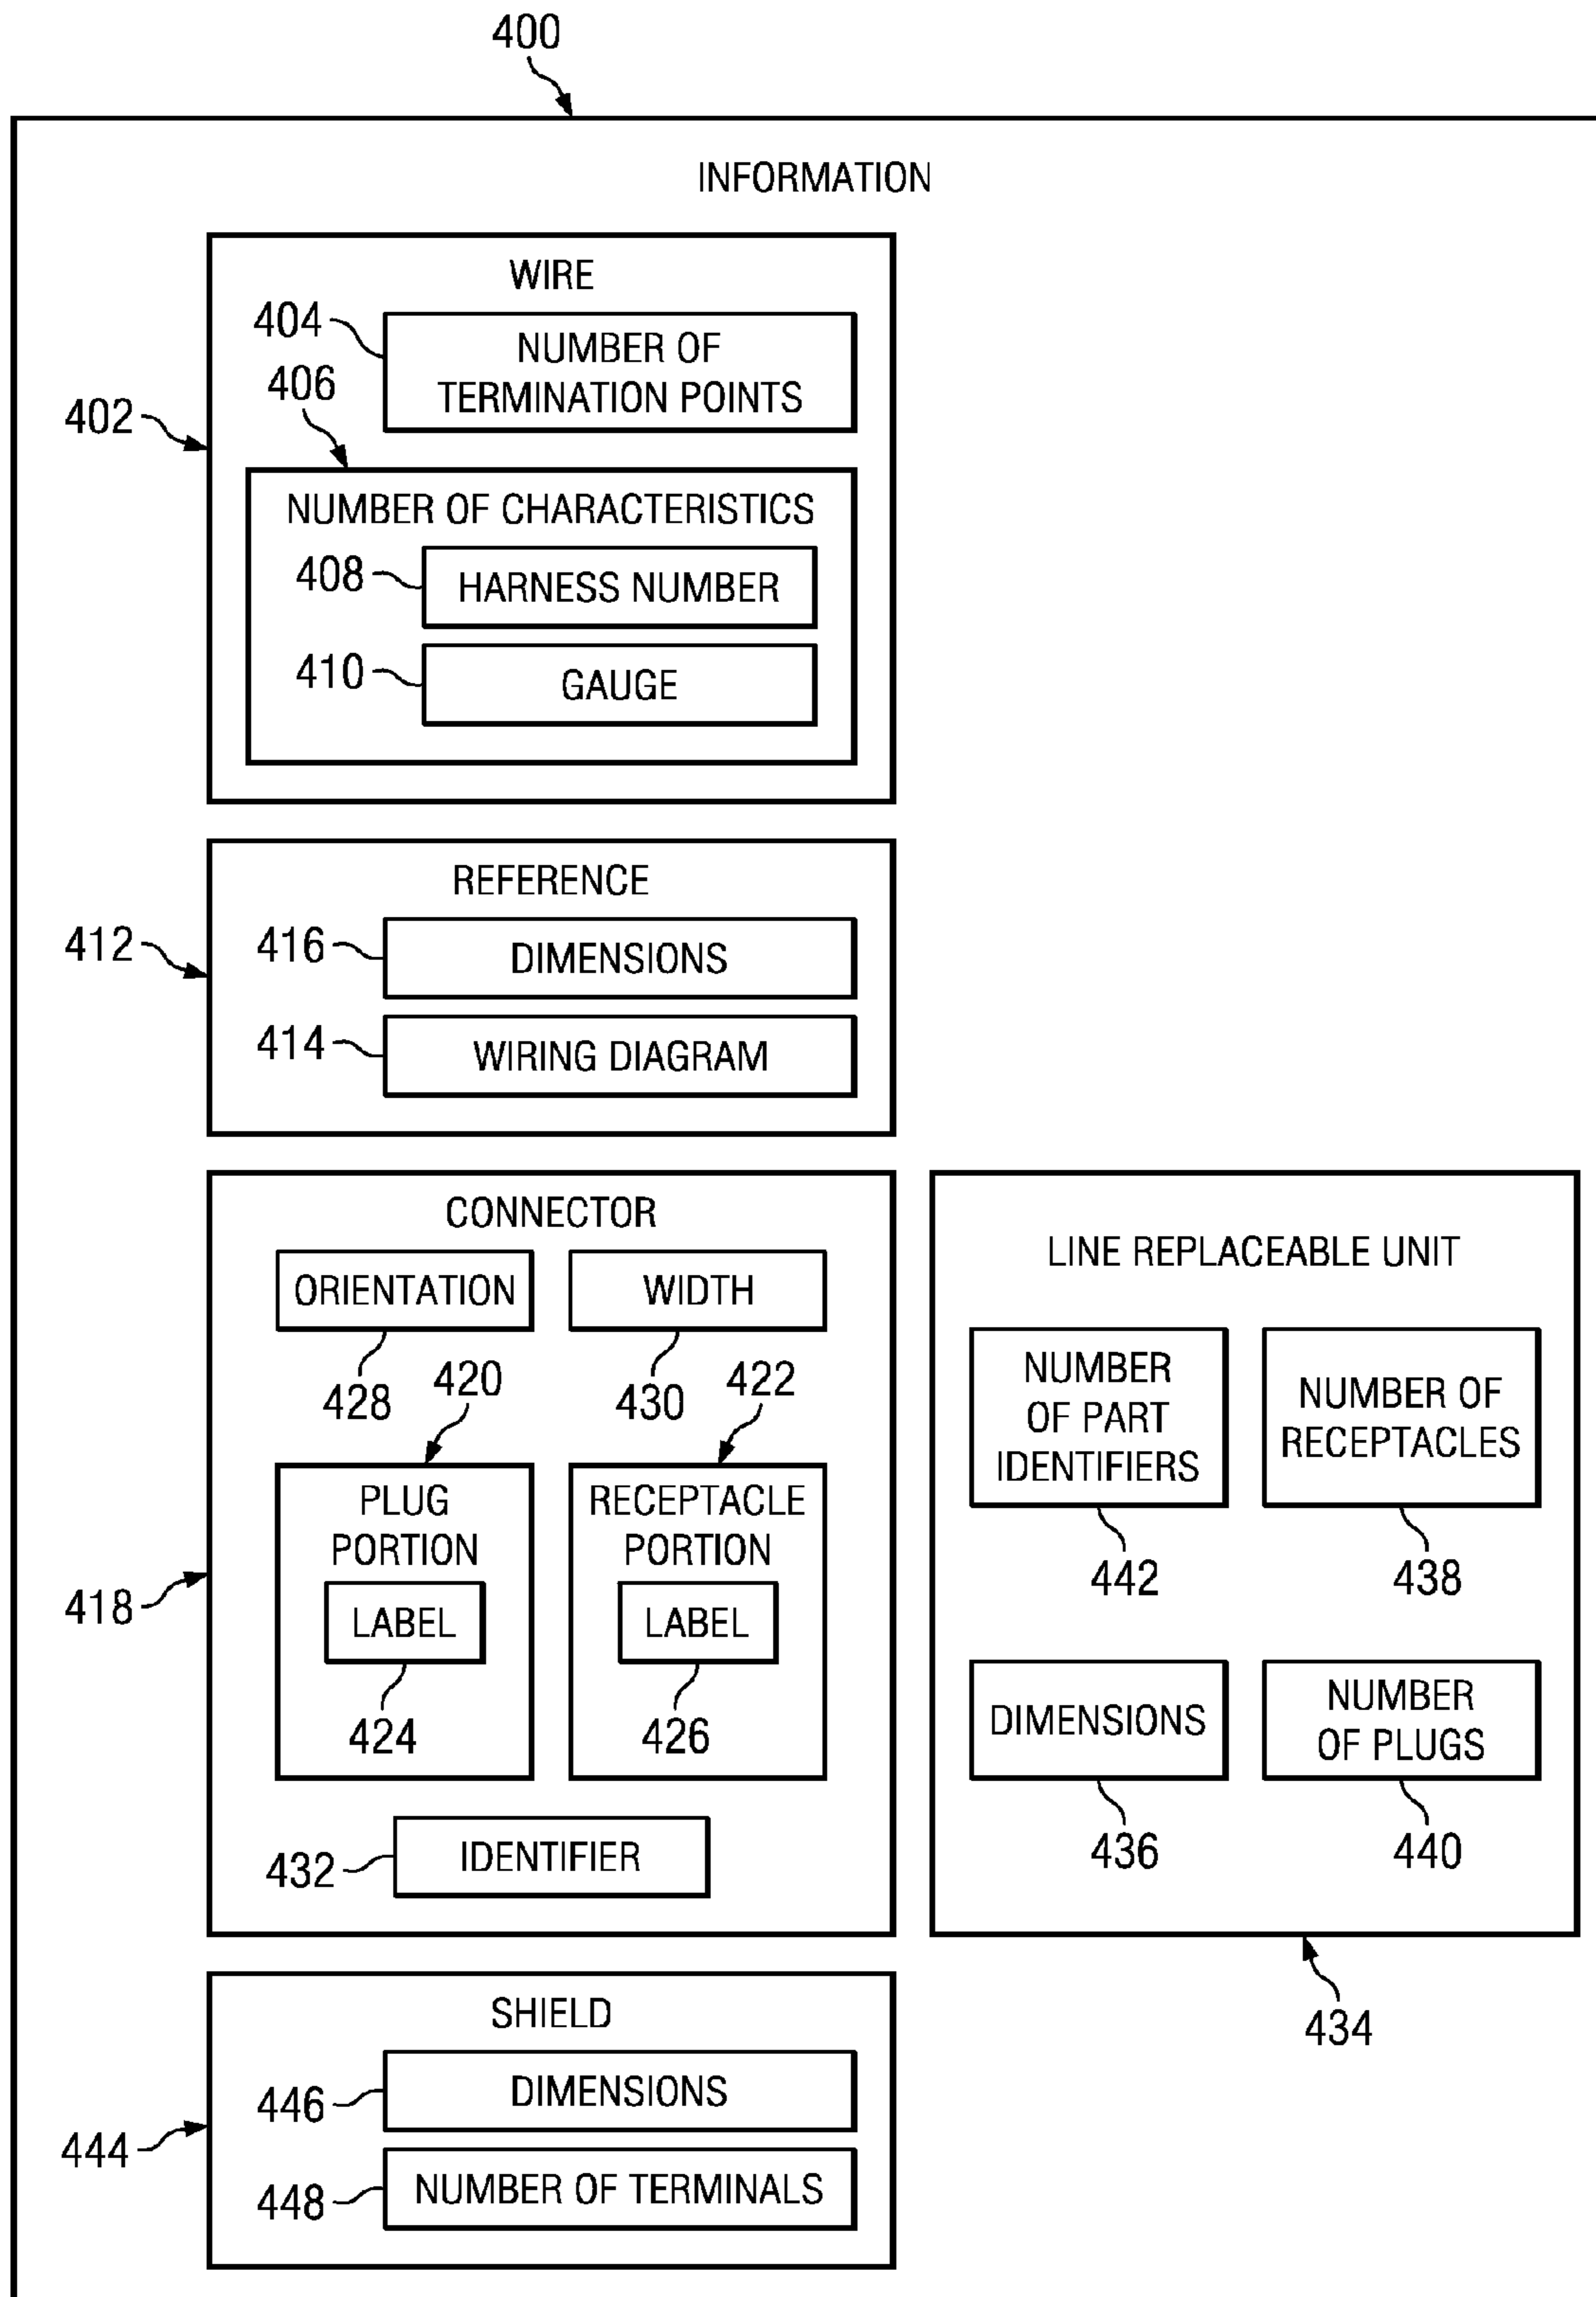 400
INFORMATION
WIRE
404
NUMBER OF
TERMINATION POINTS
406
402
NUMBER OF CHARACTERISTICS
408
HARNESS NUMBER
410
GAUGE
REFERENCE
412
416
DIMENSIONS
414
WIRING DIAGRAM
CONNECTOR
ORIENTATION
WIDTH
428
420
430
422
PLUG
PORTION
LABEL
424
RECEPTACLE
PORTION
LABEL
426
418
432
IDENTIFIER
LINE REPLACEABLE UNIT
NUMBER
OF PART
IDENTIFIERS
442
NUMBER OF
RECEPTACLES
438
DIMENSIONS
436
NUMBER
OF PLUGS
440
434
SHIELD
446
DIMENSIONS
444
448
NUMBER OF TERMINALS